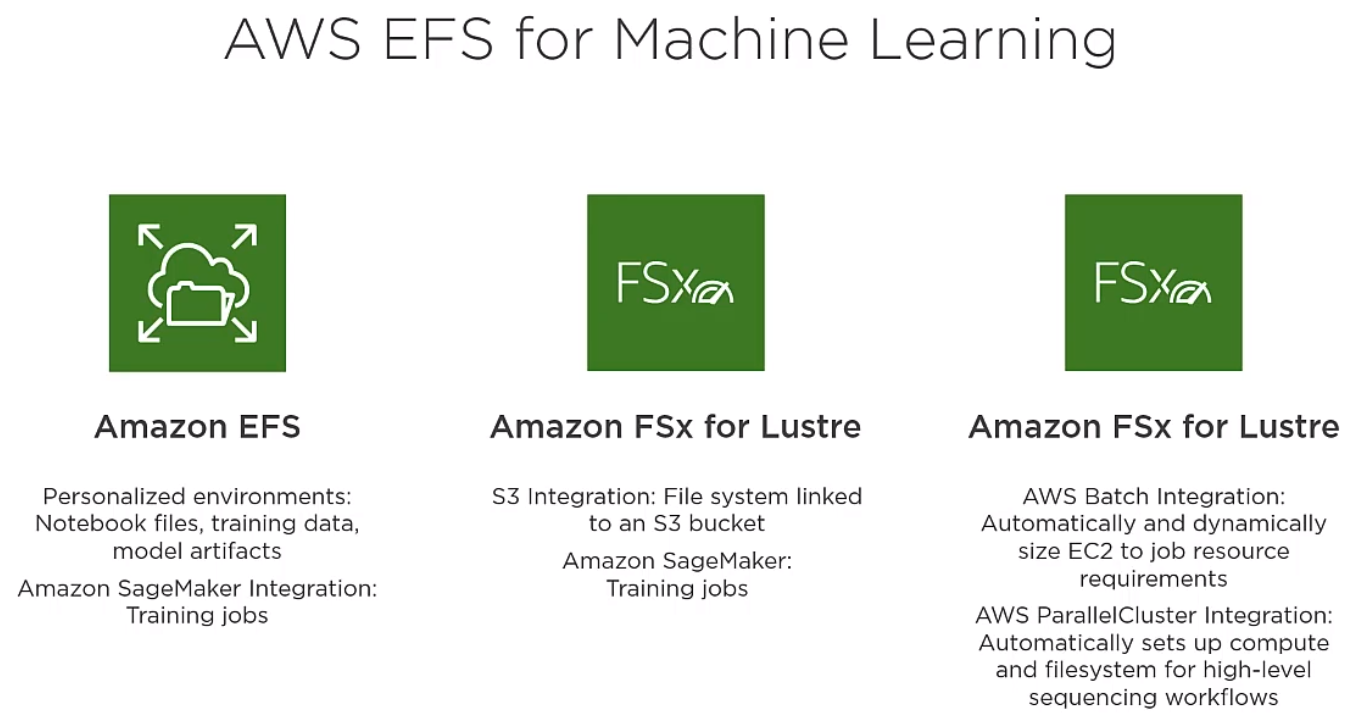 AWS EFS for Machine Learning
FSx
FSx
Amazon EFS
Personalized environments:
Notebook files, training data,
model artifacts
Amazon SageMaker Integration:
Training jobs
Amazon FSx for Lustre
S3 Integration: File system linked
to an S3 bucket
Amazon SageMaker:
Training jobs
Amazon FSx for Lustre
AWS Batch Integration:
Automatically and dynamically
size EC2 to job resource
requirements
AWS ParallelCluster Integration:
Automatically sets up compute
and filesystem for high-level
sequencing workflows